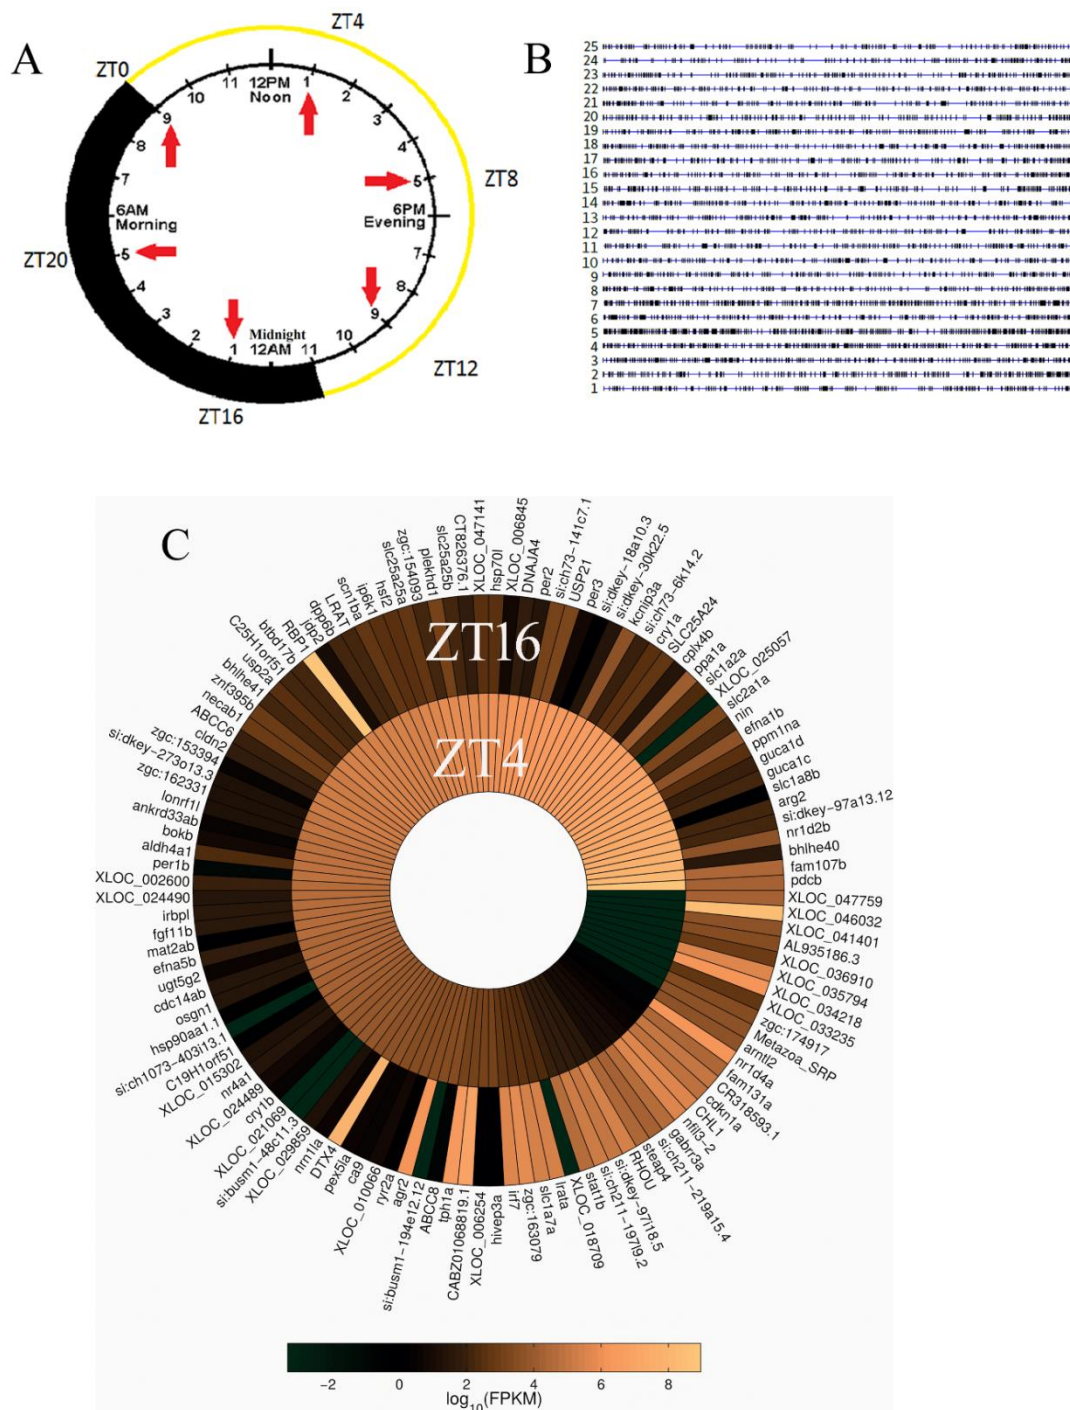 A
ZT0
ZT4
ZT8
ZT12
ZT16
ZT20
12PM
Noon
1
2
3
4
5
6PM
Evening
7
8
9
10
11
Midnight
12AM
1
2
3
4
5
6AM
Morning
7
8
9
10
11
B
25
24
23
22
21
20
19
18
17
16
15
14
13
12
11
10
9
8
7
6
5
4
3
2
1
C
ZT16
ZT4
XLOC_047141
hsp70l
XLOC_006845
DNAJA4
per2
si:ch73-141c7.1
USP21
per3
si:dkey-18a10.3
si:dkey-30k22.5
kcnip3a
si:ch73-6k14.2
cry1a
SLC25A24
cplx4b
ppa1a
slc1a2a
XLOC_025057
slc2a1a
nin
efna1b
ppm1na
guca1d
guca1c
slc1a8b
arg2
si:dkey-97a13.12
nr1d2b
bhlhe40
fam107b
pdcb
XLOC_047759
XLOC_046032
XLOC_041401
AL935186.3
XLOC_036910
XLOC_035794
XLOC_034218
XLOC_033235
zgc:174917
Metazoa_SRP
arntl2
nr1d4a
fam131a
CR318593.1
cdkn1a
CHL1
nfil3-2
gabrr3a
si:ch211-219a15.4
steap4
RHOU
si:dkey-97l18.5
si:ch211-197l9.2
stat1b
XLOC_018709
lrata
slc1a7a
zgc:163079
irf7
hivep3a
XLOC_006254
CABZ01068819.1
tph1a
ABCC8
si:busm1-194e12.12
agr2
ryr2a
XLOC_010066
ca9
pex5la
DTX4
nrn1la
XLOC_029859
si:busm1-48c11.3
XLOC_021069
cry1b
XLOC_024489
nr4a1
XLOC_015302
C19H1orf51
si:ch1073-403i13.1
hsp90aa1.1
osgn1
cdc14ab
ugt5g2
efna5b
mat2ab
fgf11b
irbpl
XLOC_024490
XLOC_002600
per1b
aldh4a1
bokb
ankrd33ab
lonrf1l
zgc:162331
si:dkey-273o13.3
zgc:153394
cldn2
ABCC6
necab1
znf395b
bhlhe41
usp2a
C25H1orf51
btbd17b
RBP1
jdp2
dpp6b
LRAT
scn1ba
ip6k1
hsf2
slc25a25a
zgc:154093
plekhd1
slc25a25b
CT826376.1
-2 0 2 4 6 8
log10(FPKM)